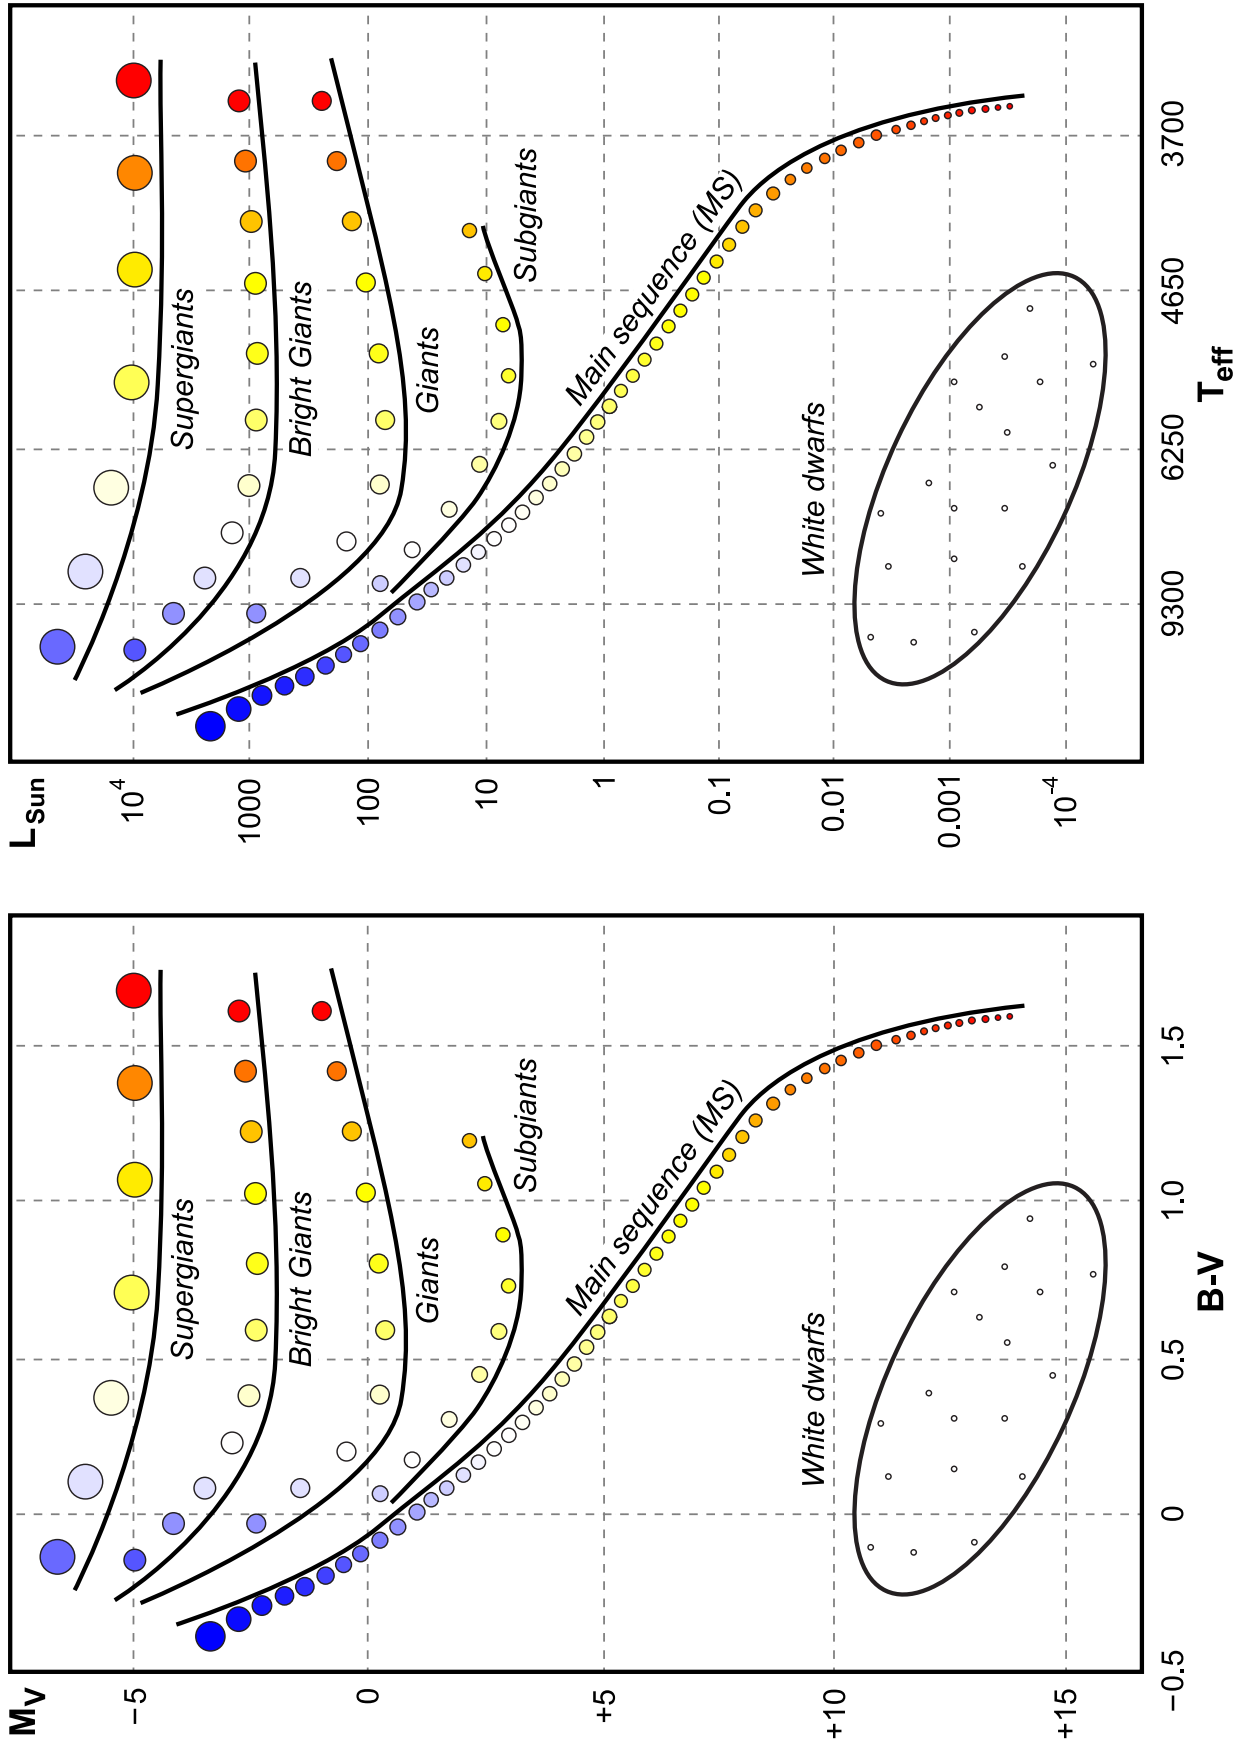 M_V
−5
0
+5
+10
+15
Supergiants
Bright Giants
Giants
Subgiants
Main sequence (MS)
White dwarfs
−0.5
0
0.5
1.0
1.5
B-V
L_sun
10^4
1000
100
10
1
0.1
0.01
0.001
10^-4
Supergiants
Bright Giants
Giants
Subgiants
Main sequence (MS)
White dwarfs
9300
6250
4650
3700
T_eff